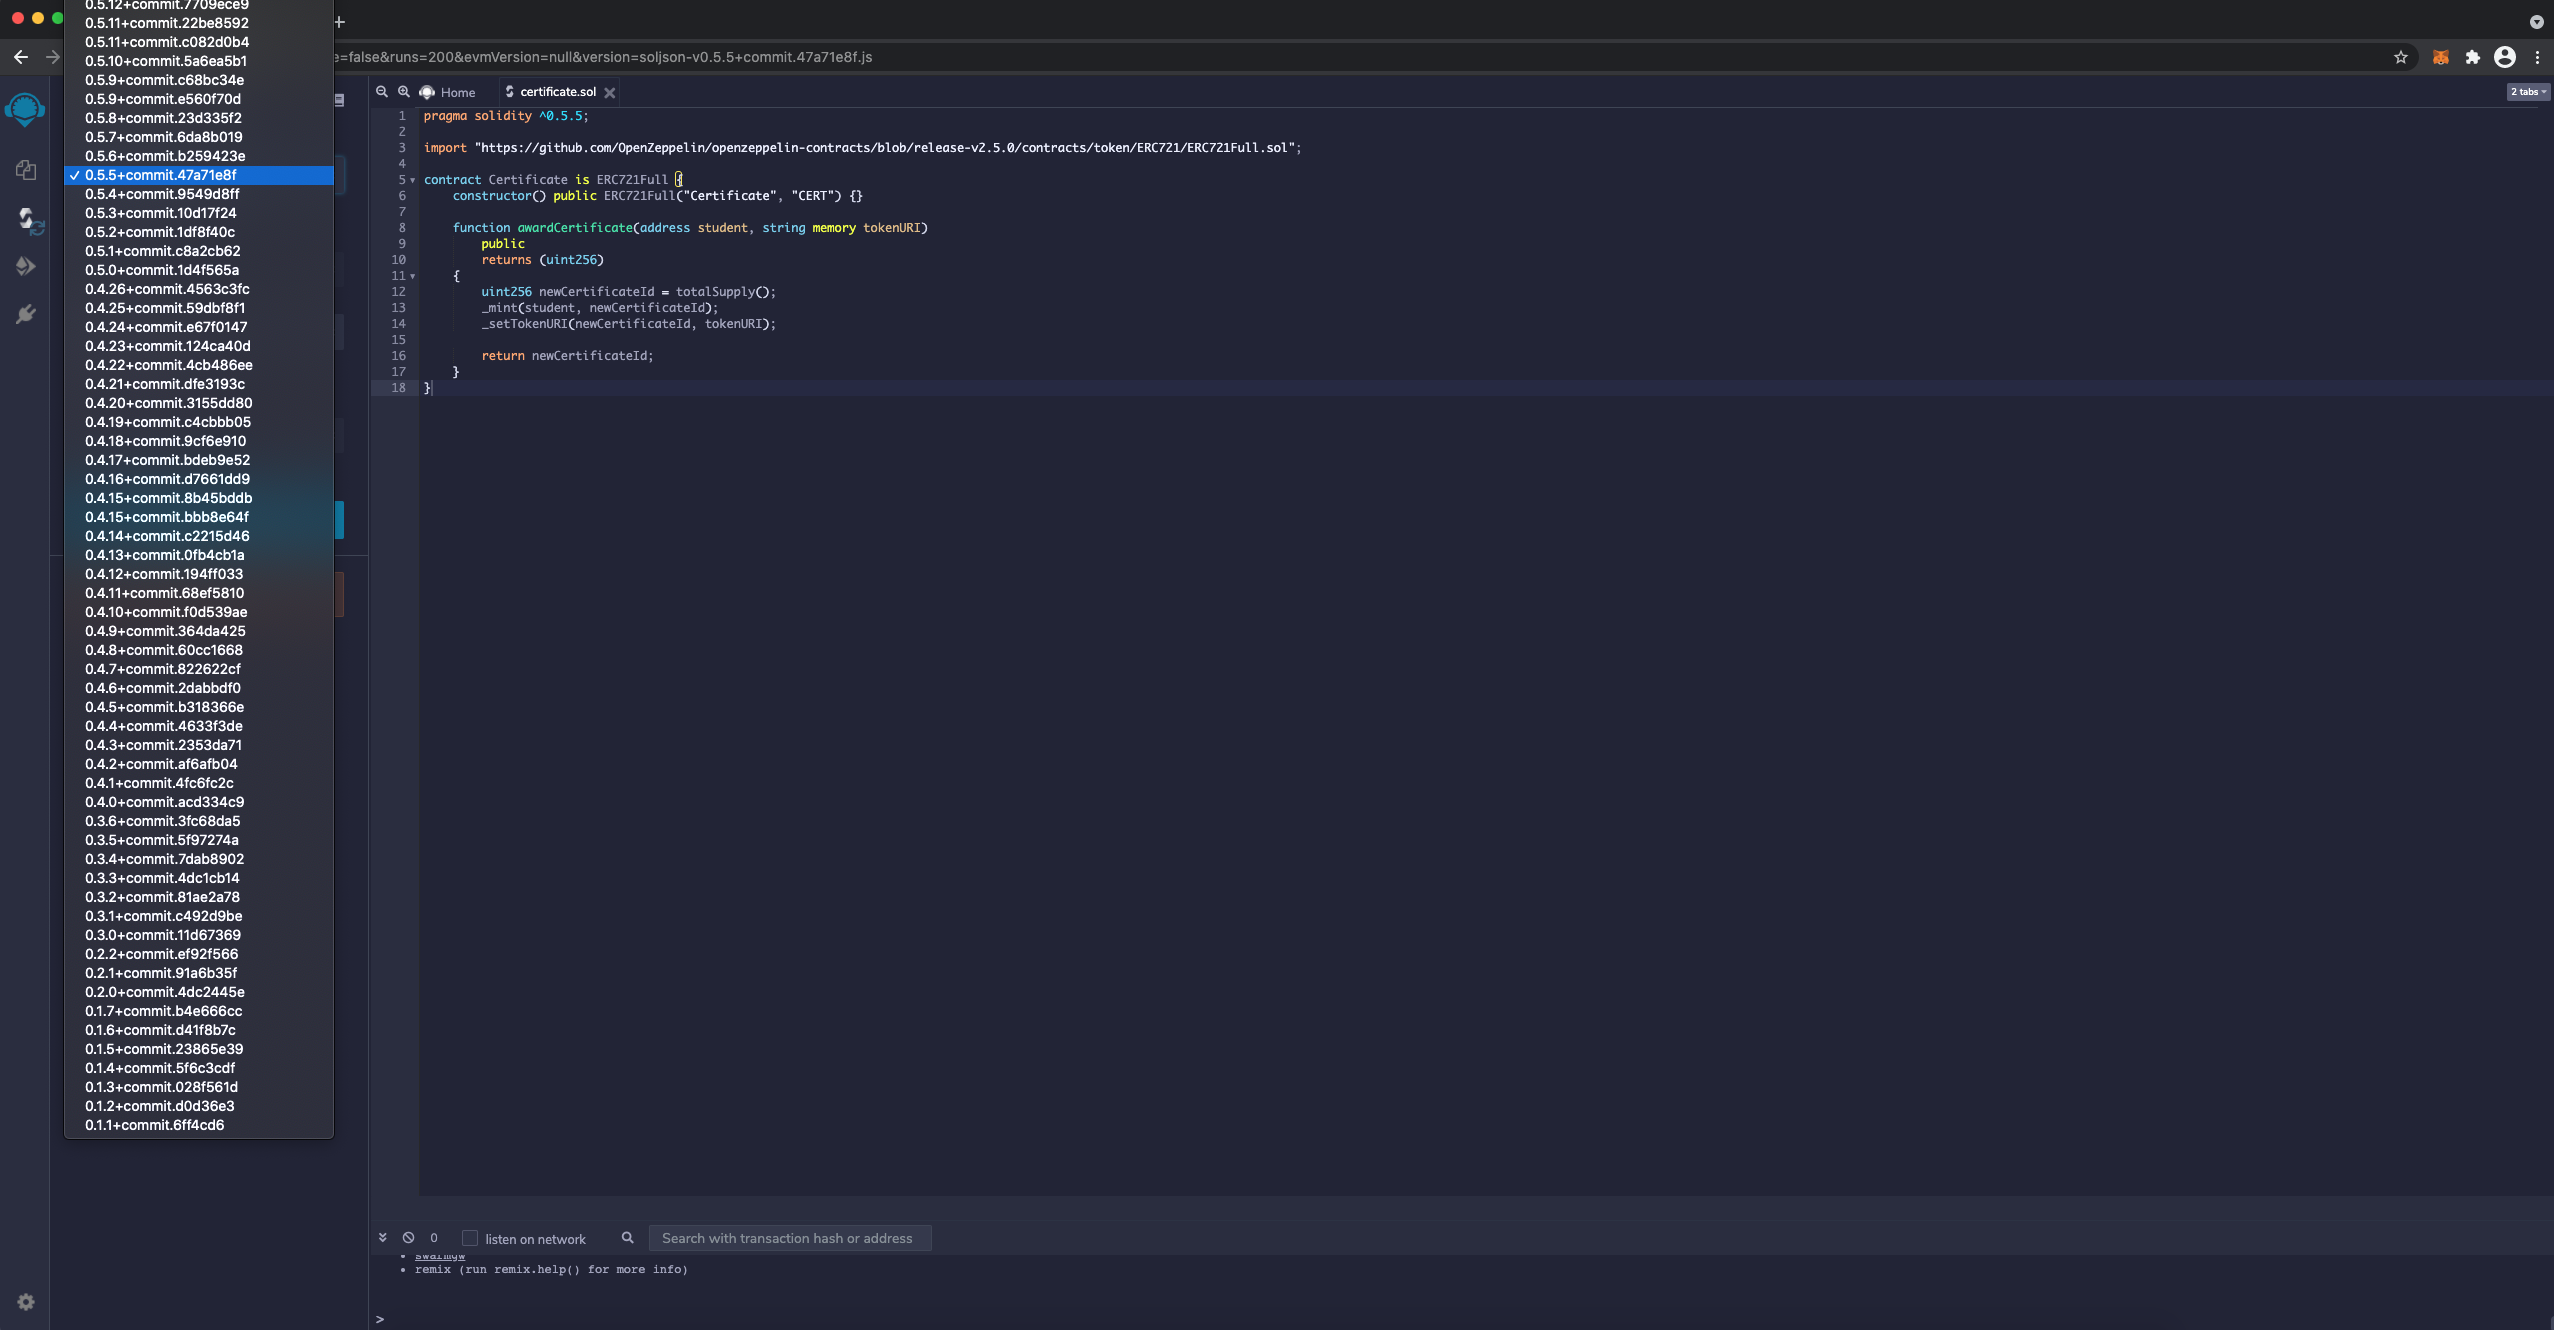 0.5.12+commit.7709ece9
0.5.11+commit.22be8592
0.5.11+commit.c082d0b4
0.5.10+commit.5a6ea5b1
0.5.9+commit.c68bc34e
0.5.9+commit.e560f70d
0.5.8+commit.23d335f2
0.5.7+commit.6da8b019
0.5.6+commit.b259423e
✓ 0.5.5+commit.47a71e8f
0.5.4+commit.9549d8ff
0.5.3+commit.10d17f24
0.5.2+commit.1df8f40c
0.5.1+commit.c8a2cb62
0.5.0+commit.1d4f565a
0.4.26+commit.4563c3fc
0.4.25+commit.59dbf8f1
0.4.24+commit.e67f0147
0.4.23+commit.124ca40d
0.4.22+commit.4cb486ee
0.4.21+commit.dfe3193c
0.4.20+commit.3155dd80
0.4.19+commit.c4cbbb05
0.4.18+commit.9cf6e910
0.4.17+commit.bdeb9e52
0.4.16+commit.d7661dd9
0.4.15+commit.8b45bddb
0.4.15+commit.bbb8e64f
0.4.14+commit.c2215d46
0.4.13+commit.0fb4cb1a
0.4.12+commit.194ff033
0.4.11+commit.68ef5810
0.4.10+commit.f0d539ae
0.4.9+commit.364da425
0.4.8+commit.60cc1668
0.4.7+commit.822622cf
0.4.6+commit.2dabbdf0
0.4.5+commit.b318366e
0.4.4+commit.4633f3de
0.4.3+commit.2353da71
0.4.2+commit.af6afb04
0.4.1+commit.4fc6fc2c
0.4.0+commit.acd334c9
0.3.6+commit.3fc68da5
0.3.5+commit.5f97274a
0.3.4+commit.7dab8902
0.3.3+commit.4dc1cb14
0.3.2+commit.81ae2a78
0.3.1+commit.c492d9be
0.3.0+commit.11d67369
0.2.2+commit.ef92f566
0.2.1+commit.91a6b35f
0.2.0+commit.4dc2445e
0.1.7+commit.b4e666cc
0.1.6+commit.d41f8b7c
0.1.5+commit.23865e39
0.1.4+commit.5f6c3cdf
0.1.3+commit.028f561d
0.1.2+commit.d0d36e3
0.1.1+commit.6ff4cd6
e=false&runs=200&evmVersion=null&version=soljson-v0.5.5+commit.47a71e8f.js
Home certificate.sol 2 tabs
1 pragma solidity ^0.5.5;
2
3 import "https://github.com/OpenZeppelin/openzeppelin-contracts/blob/release-v2.5.0/contracts/token/ERC721/ERC721Full.sol";
4
5 contract Certificate is ERC721Full {
6 constructor() public ERC721Full("Certificate", "CERT") {}
7
8 function awardCertificate(address student, string memory tokenURI)
9 public
10 returns (uint256)
11 {
12 uint256 newCertificateId = totalSupply();
13 _mint(student, newCertificateId);
14 _setTokenURI(newCertificateId, tokenURI);
15
16 return newCertificateId;
17 }
18 }
0 listen on network Search with transaction hash or address
• swarmgw
• remix (run remix.help() for more info)
>